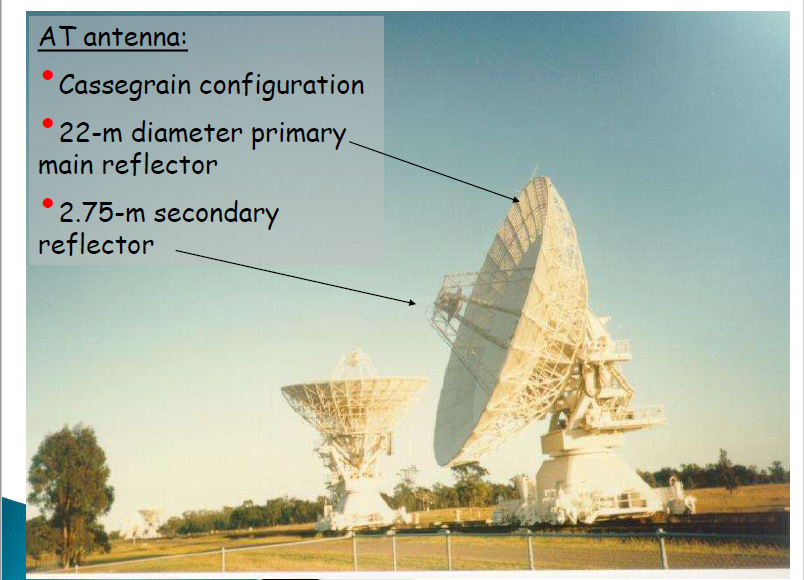 AT antenna:
•Cassegrain configuration
•22-m diameter primary
main reflector
•2.75-m secondary
reflector